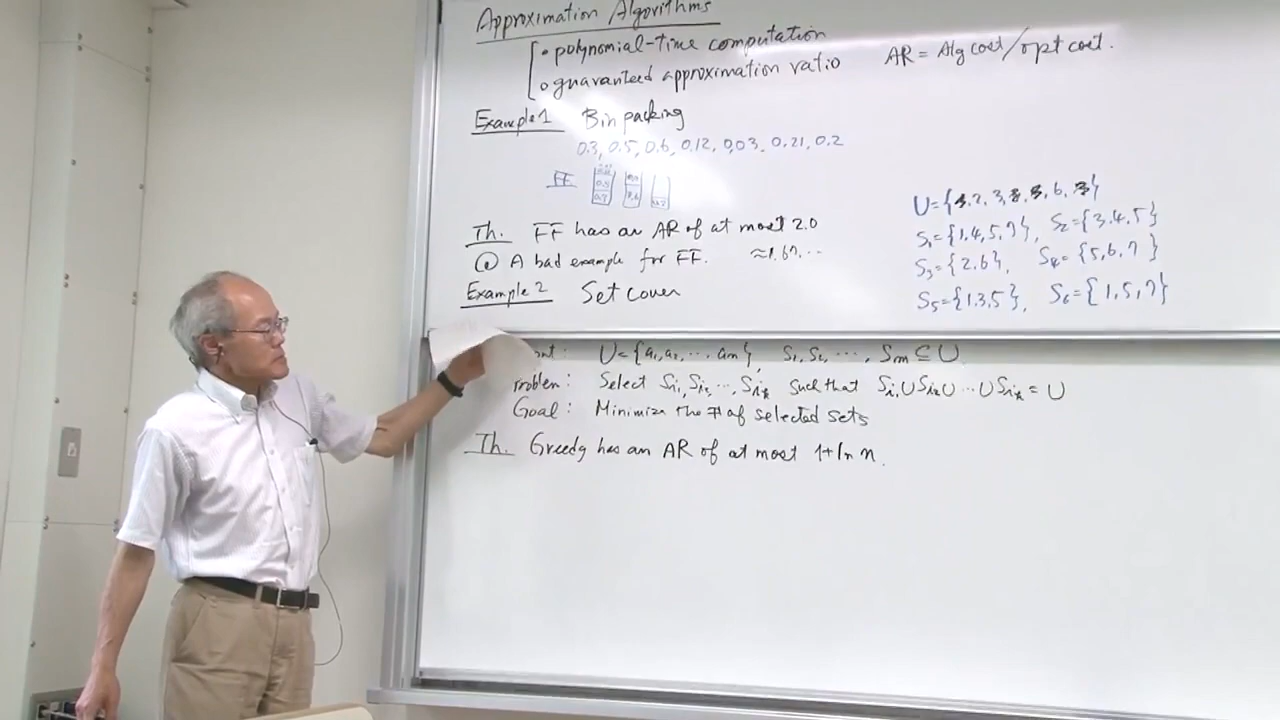 Approximation Algorithms
• polynomial-time computation
• guaranteed approximation ratio AR = Alg cost/opt cost.
Example 1 Bin packing
0.3, 0.5, 0.6, 0.12, 0.03, 0.21, 0.2
FF
Th. FF has an AR of at most 2.0
@ A bad example for FF. ≈1.67...
Example 2 Set cover
U={ 2, 3, 6, }
S₁={1,4,5,7}, S₂={3.4,5}
S₃={2,6}, S₄={5,6,7}
S₅={1.3,5}, S₆={1,5,7}
U={a₁,a₂,⋯,an}, S₁,S₂,⋯,Sm⊆U.
roblem: Select Si₁,Si₂,⋯,Sik such that Si₁∪Si₂∪⋯∪Sik=U
Goal: Minimize the # of selected sets
Th. Greedy has an AR of at most 1+ln n.